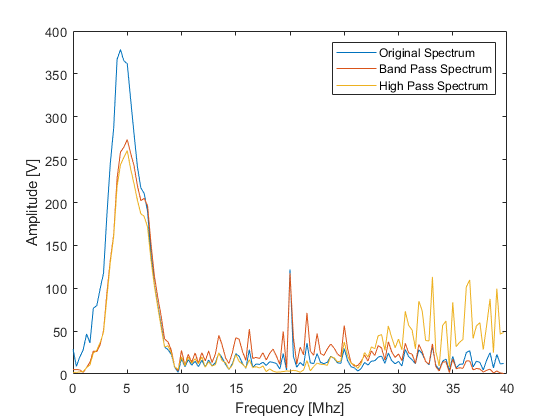 400
350
300
250
200
150
100
50
0
Amplitude [V]
Original Spectrum
Band Pass Spectrum
High Pass Spectrum
0 5 10 15 20 25 30 35 40
Frequency [Mhz]